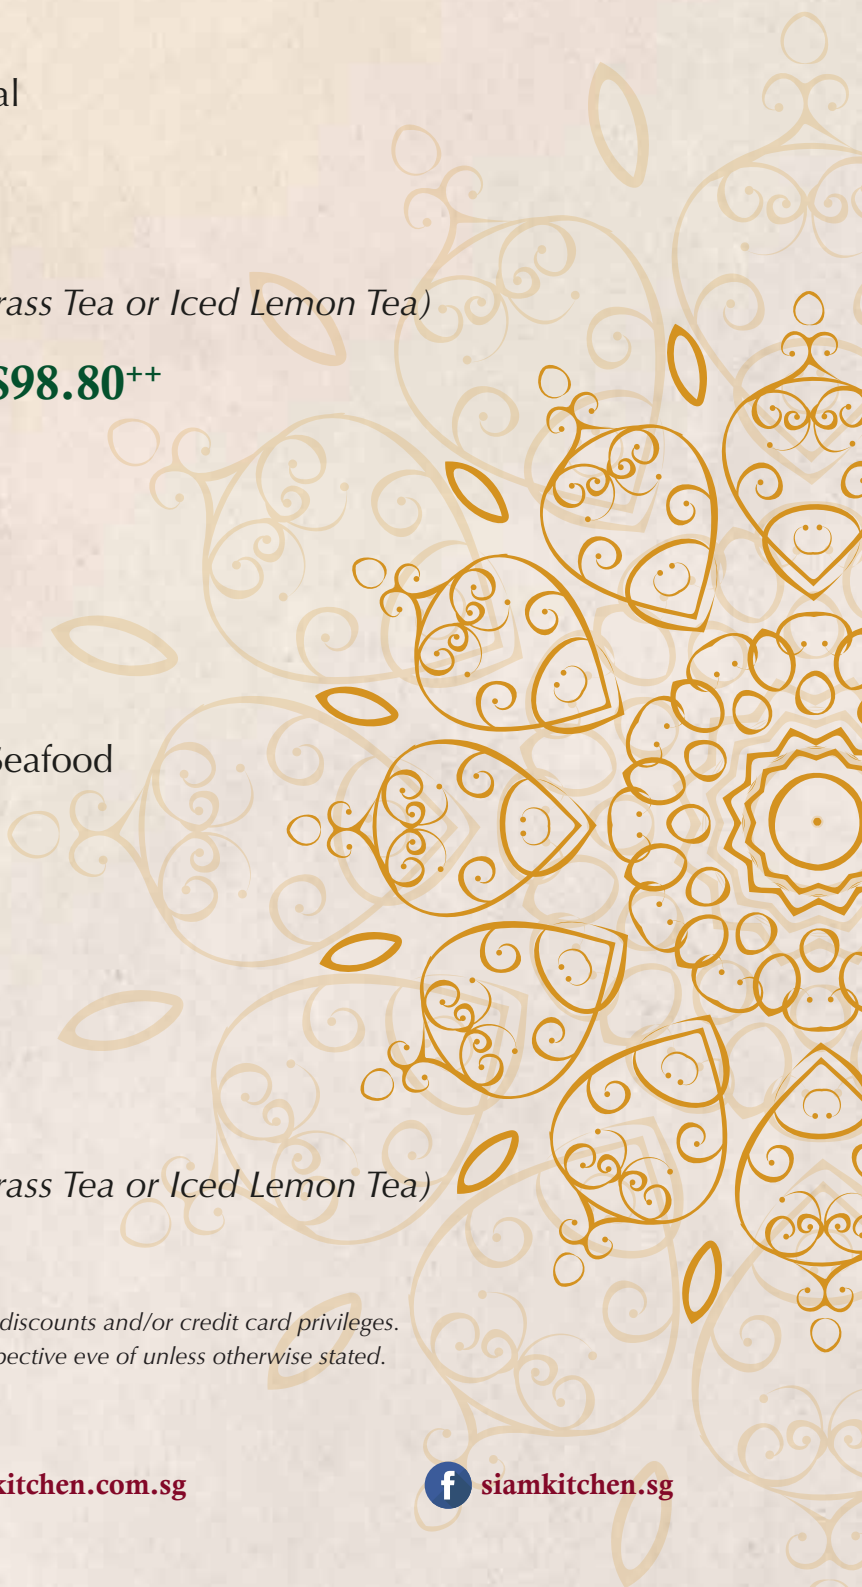 al
rass Tea or Iced Lemon Tea)
$98.80++
Seafood
rass Tea or Iced Lemon Tea)
discounts and/or credit card privileges.
pective eve of unless otherwise stated.
kitchen.com.sg
siamkitchen.sg